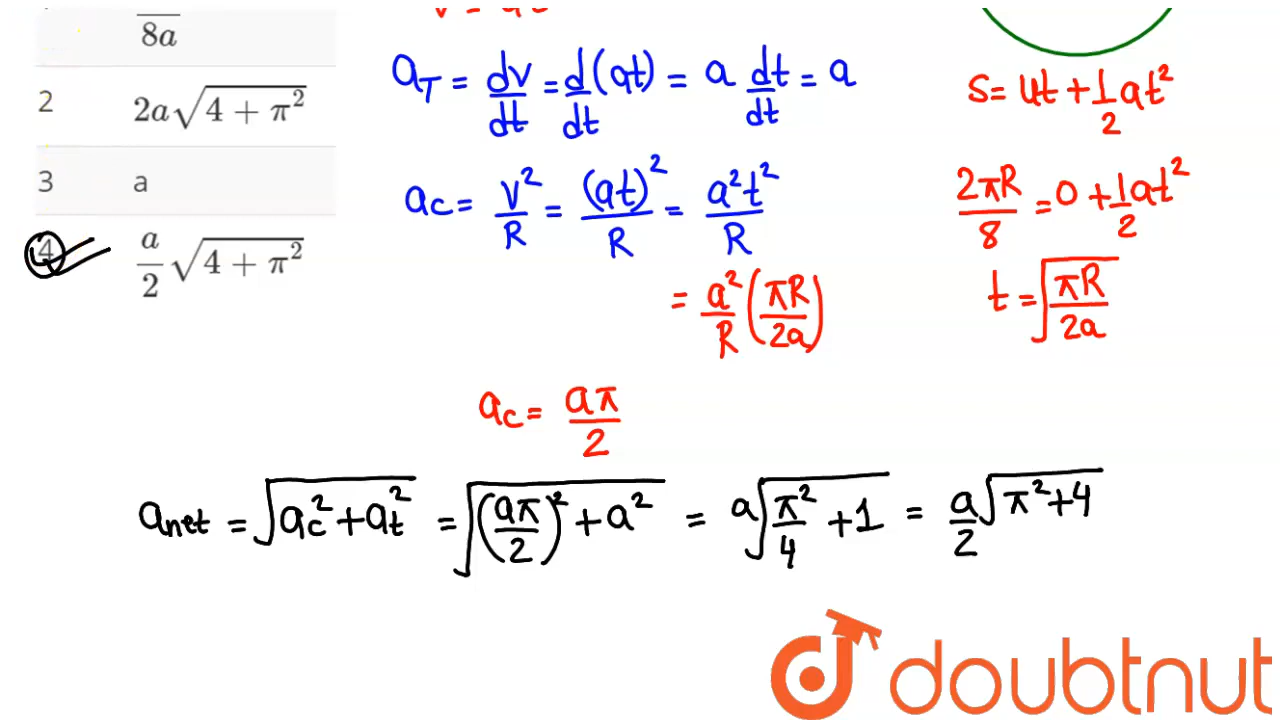 8a
v = at
2 2a√(4 + π²)
3 a
4 a/2 √(4 + π²)
a_T = dv/dt = d/dt (at) = a dt/dt = a
a_c = v²/R = (at)²/R = a²t²/R
= a²/R (πR/2a)
S = ut + 1/2 at²
2πR/8 = 0 + 1/2 at²
t = √(πR/2a)
a_c = aπ/2
a_net = √(a_c² + a_t²) = √((aπ/2)² + a²) = a√(π²/4 + 1) = a/2 √(π² + 4)
doubtnut